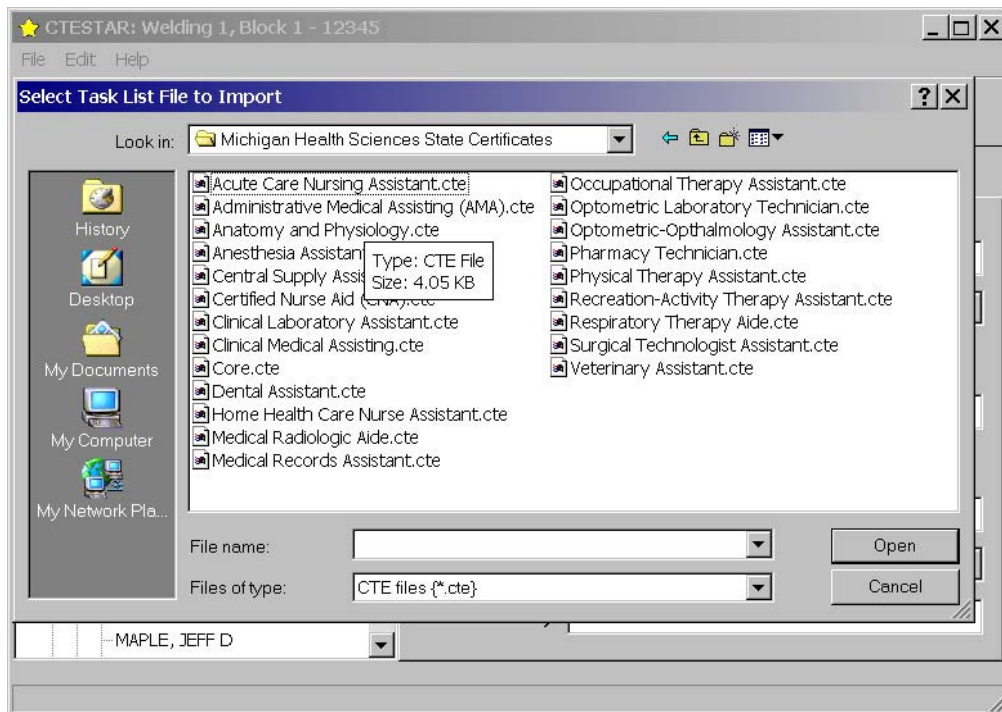 CTESTAR: Welding 1, Block 1 - 12345
File Edit Help
Select Task List File to Import
Look in: Michigan Health Sciences State Certificates
History
Desktop
My Documents
My Computer
My Network Pla...
Acute Care Nursing Assistant.cte
Administrative Medical Assisting (AMA).cte
Anatomy and Physiology.cte
Anesthesia Assistan
Central Supply Assis
Certified Nurse Aid (CNA).cte
Clinical Laboratory Assistant.cte
Clinical Medical Assisting.cte
Core.cte
Dental Assistant.cte
Home Health Care Nurse Assistant.cte
Medical Radiologic Aide.cte
Medical Records Assistant.cte
Type: CTE File
Size: 4.05 KB
Occupational Therapy Assistant.cte
Optometric Laboratory Technician.cte
Optometric-Opthalmology Assistant.cte
Pharmacy Technician.cte
Physical Therapy Assistant.cte
Recreation-Activity Therapy Assistant.cte
Respiratory Therapy Aide.cte
Surgical Technologist Assistant.cte
Veterinary Assistant.cte
File name:
Open
Files of type: CTE files {*.cte}
Cancel
MAPLE, JEFF D